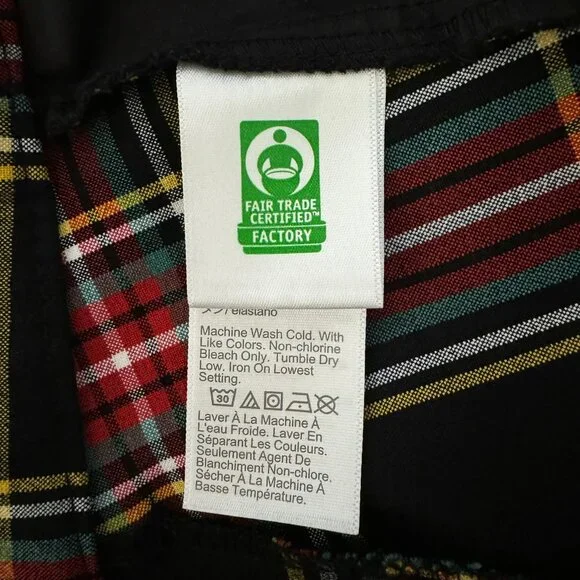 FAIR TRADE
CERTIFIED™
FACTORY
/ elastano
Machine Wash Cold. With
Like Colors. Non-chlorine
Bleach Only. Tumble Dry
Low. Iron On Lowest
Setting.
30
Laver À La Machine À
L'eau Froide. Laver En
Séparant Les Couleurs.
Seulement Agent De
Blanchiment Non-chlore.
Sécher À La Machine À
Basse Température.